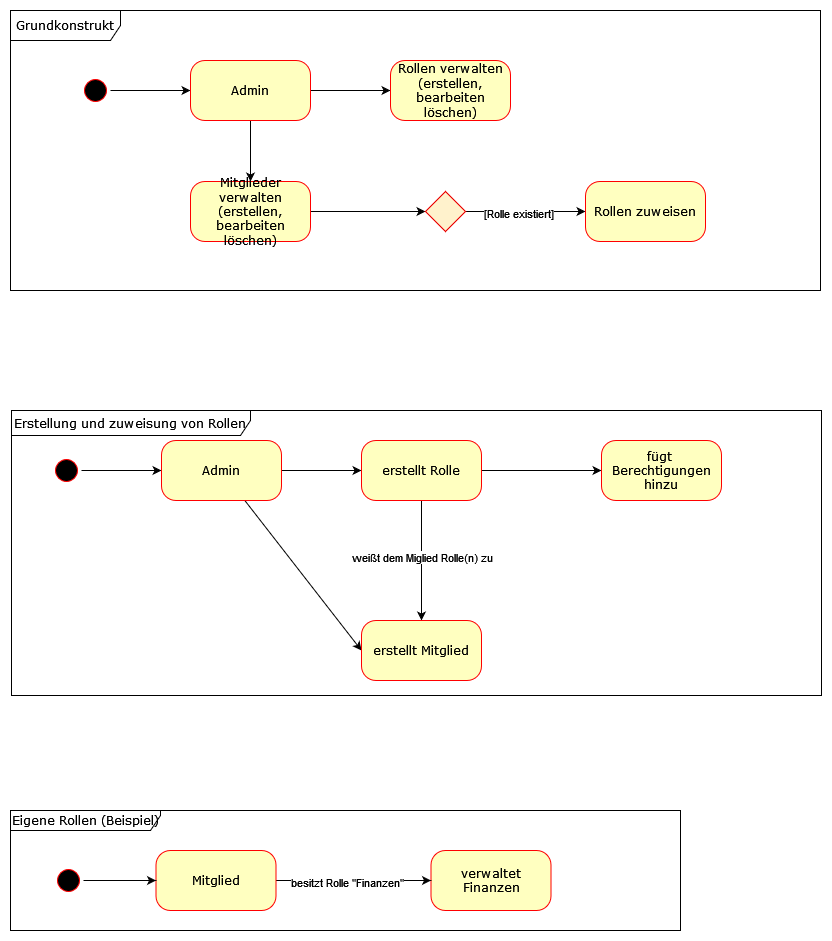 Grundkonstrukt
Admin
Rollen verwalten
(erstellen,
bearbeiten
löschen)
Mitglieder
verwalten
(erstellen,
bearbeiten
löschen)
[Rolle existiert]
Rollen zuweisen
Erstellung und zuweisung von Rollen
Admin
erstellt Rolle
fügt
Berechtigungen
hinzu
weißt dem Miglied Rolle(n) zu
erstellt Mitglied
Eigene Rollen (Beispiel)
Mitglied
besitzt Rolle "Finanzen"
verwaltet
Finanzen